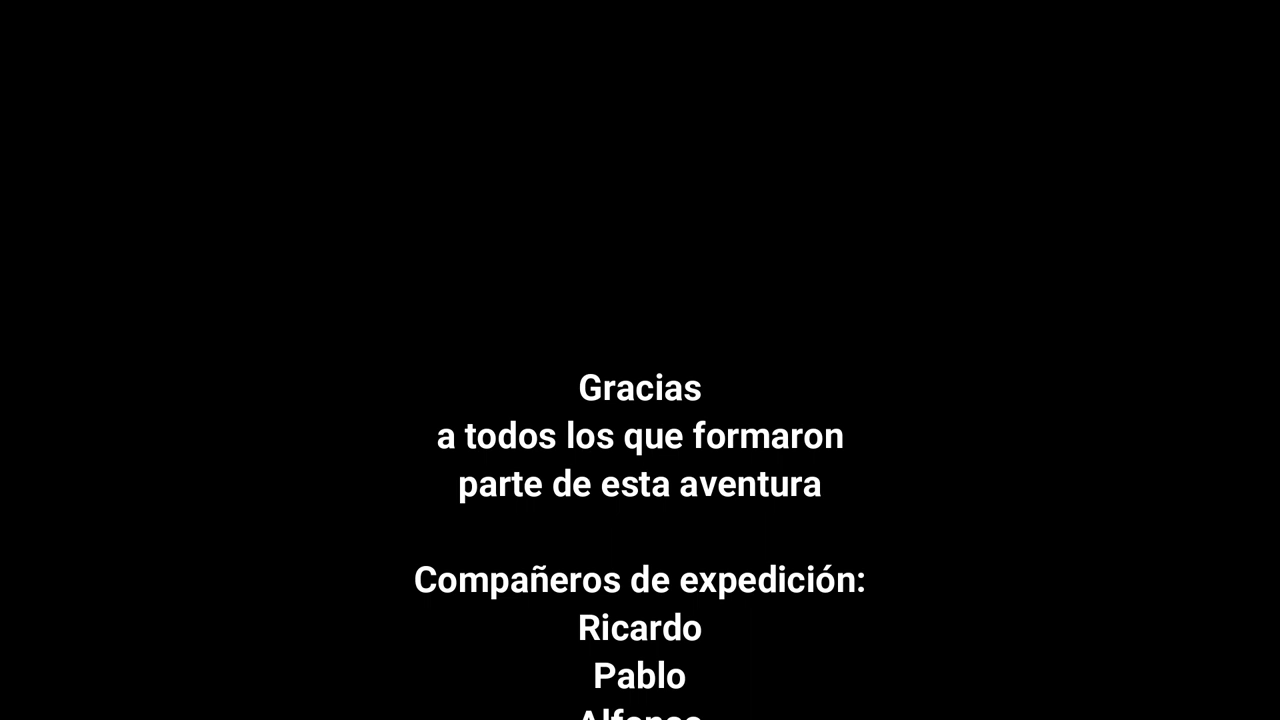 Gracias
a todos los que formaron
parte de esta aventura
Compañeros de expedición:
Ricardo
Pablo